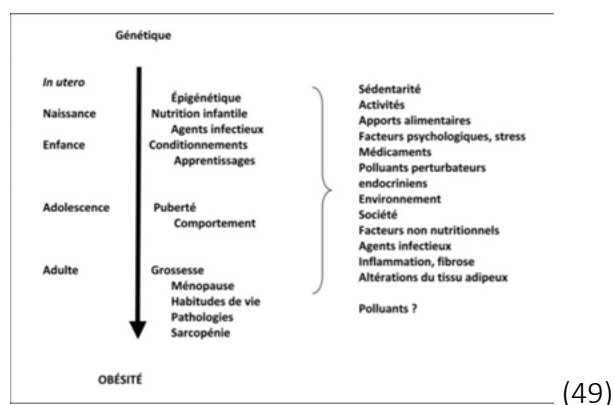 Génétique
In utero
Épigénétique
Naissance
Nutrition infantile
Agents infectieux
Enfance
Conditionnements
Apprentissages
Adolescence
Puberté
Comportement
Adulte
Grossesse
Ménopause
Habitudes de vie
Pathologies
Sarcopénie
OBÉSITÉ
Sédentarité
Activités
Apports alimentaires
Facteurs psychologiques, stress
Médicaments
Polluants perturbateurs
endocriniens
Environnement
Société
Facteurs non nutritionnels
Agents infectieux
Inflammation, fibrose
Altérations du tissu adipeux
Polluants ?
(49)